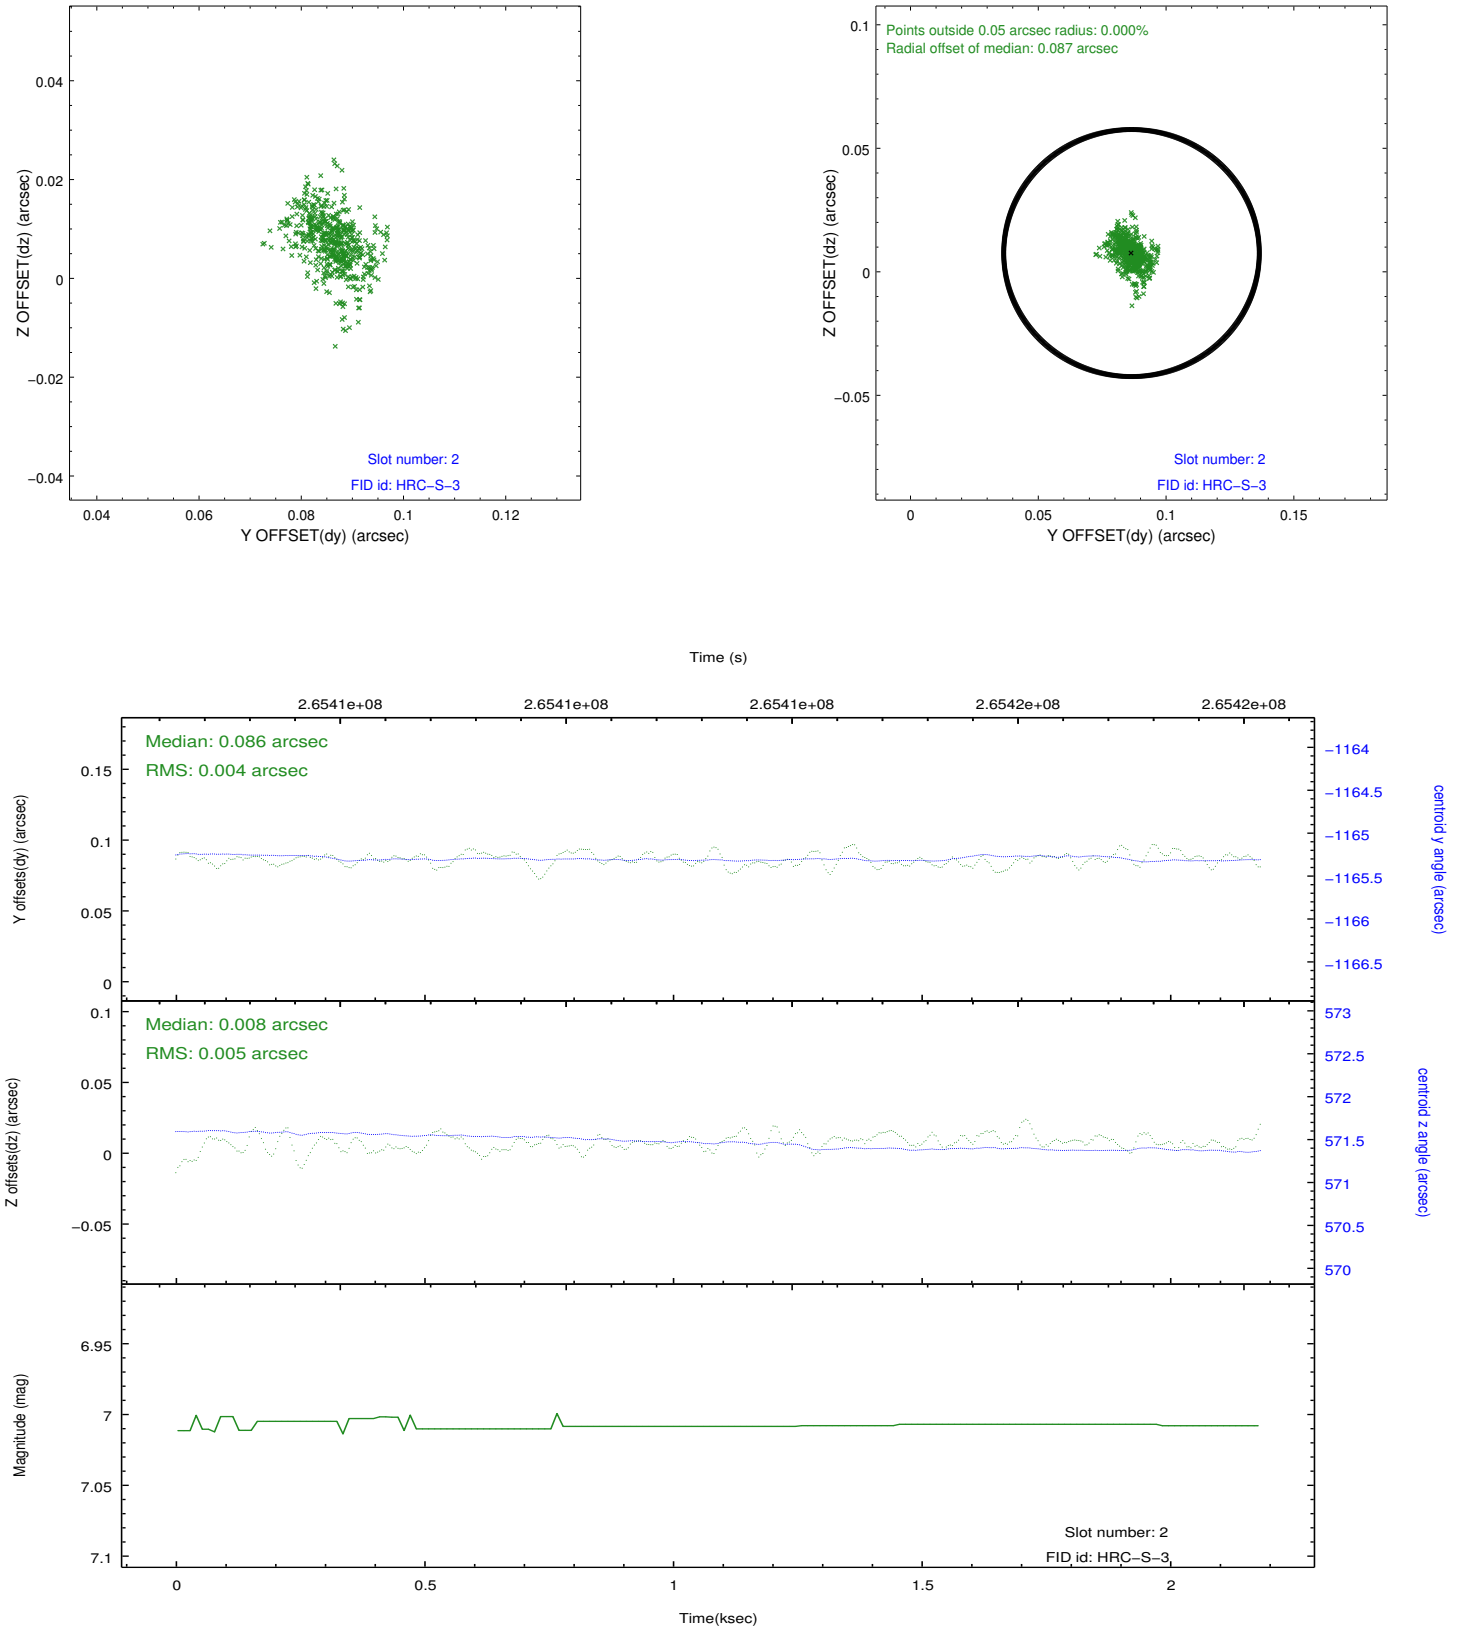 0.04
0.02
0
−0.02
−0.04
Z OFFSET(dz) (arcsec)
Slot number: 2
FID id: HRC−S−3
0.04
0.06
0.08
0.1
0.12
Y OFFSET(dy) (arcsec)
Points outside 0.05 arcsec radius: 0.000%
Radial offset of median: 0.087 arcsec
0.1
0.05
0
−0.05
Z OFFSET(dz) (arcsec)
Slot number: 2
FID id: HRC−S−3
0
0.05
0.1
0.15
Y OFFSET(dy) (arcsec)
Time (s)
2.6541e+08
2.6541e+08
2.6541e+08
2.6542e+08
2.6542e+08
Median: 0.086 arcsec
RMS: 0.004 arcsec
0.15
0.1
0.05
0
Y offsets(dy) (arcsec)
−1164
−1164.5
−1165
−1165.5
−1166
−1166.5
centroid y angle (arcsec)
Median: 0.008 arcsec
RMS: 0.005 arcsec
0.1
0.05
0
−0.05
Z offsets(dz) (arcsec)
573
572.5
572
571.5
571
570.5
570
centroid z angle (arcsec)
6.95
7
7.05
7.1
Magnitude (mag)
Slot number: 2
FID id: HRC−S−3
0
0.5
1
1.5
2
Time(ksec)